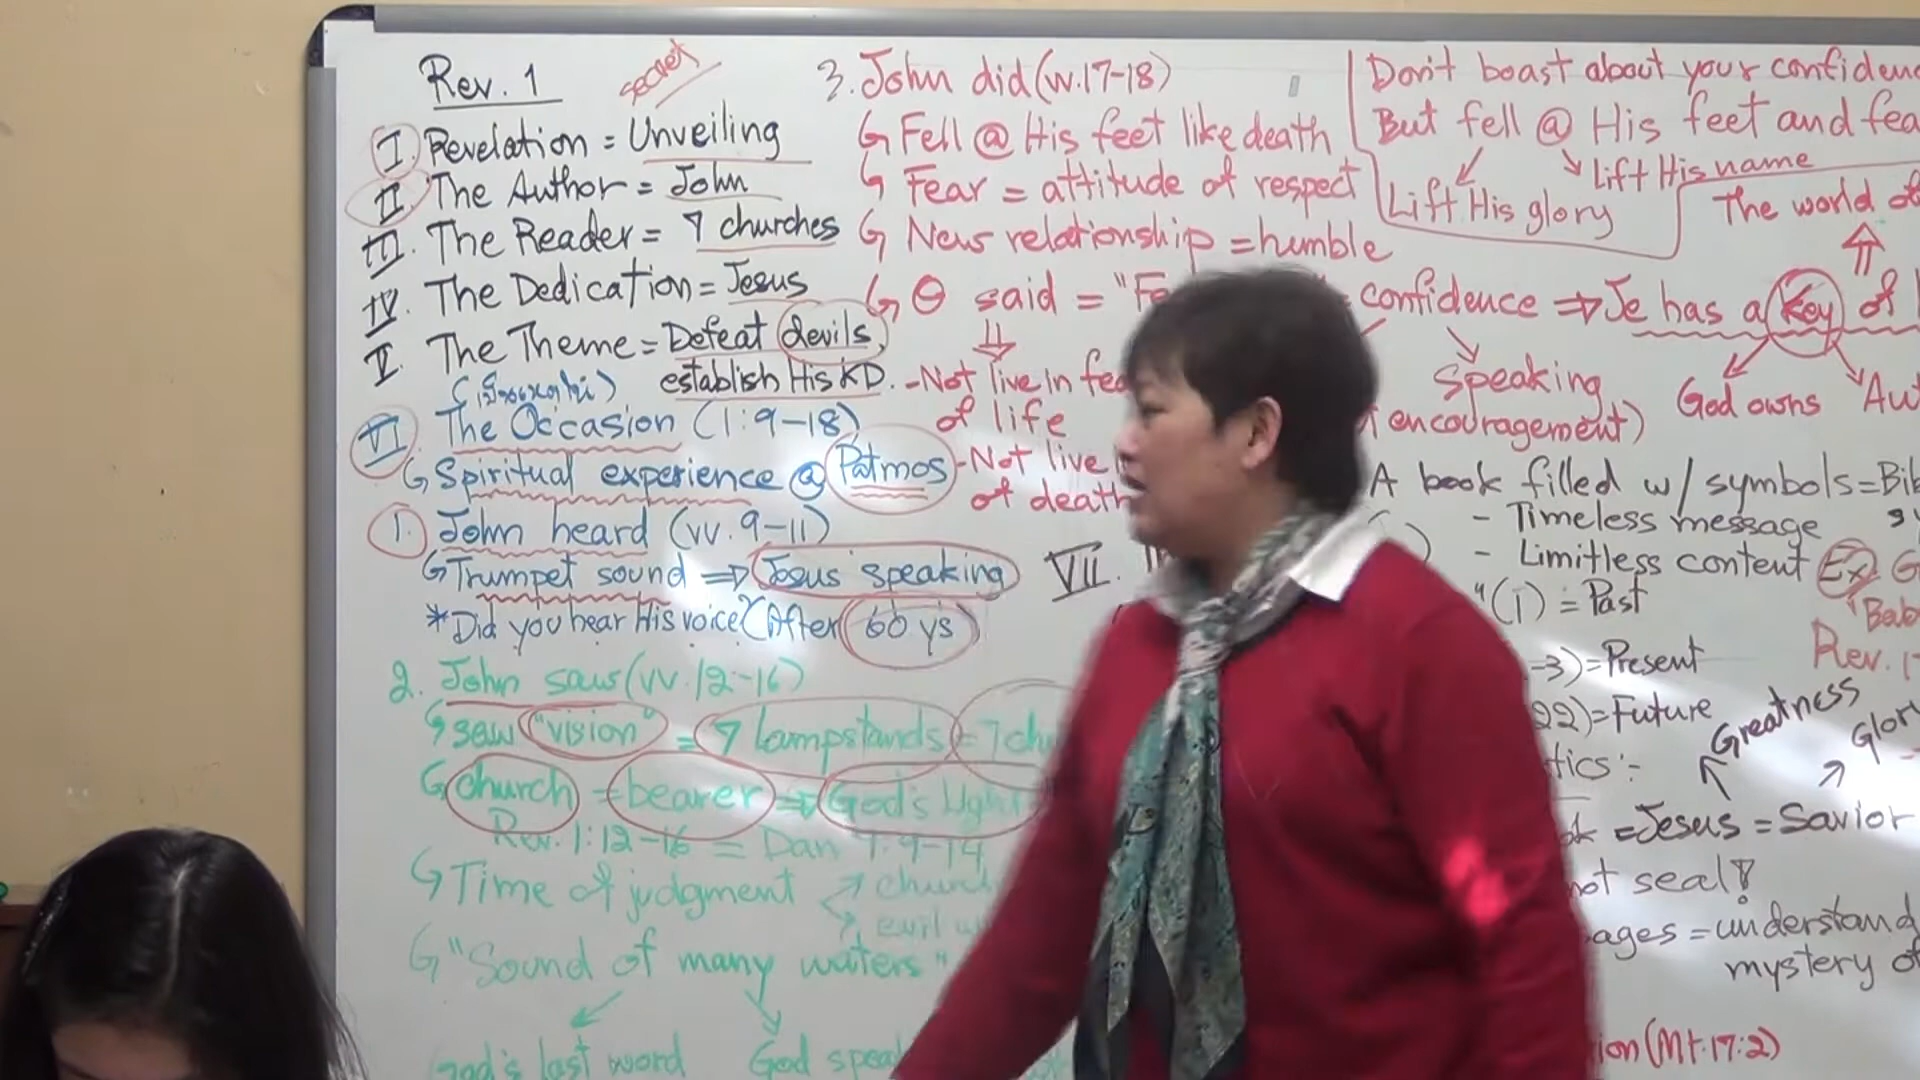 Rev. 1
secret
I. Revelation = Unveiling
II. The Author = John
III. The Reader = 7 churches
IV. The Dedication = Jesus
V. The Theme = Defeat devils,
establish His KD.
VI. The Occasion (1:9-18)
↳ Spiritual experience @ Patmos
1. John heard (vv. 9-11)
↳ Trumpet sound ⇒ Jesus speaking
*Did you hear His voice? (After 60 ys)
2. John saw (vv. 12-16)
↳ saw "vision" = 7 lampstands = 7 chu
↳ church = bearer ⇒ God's Light
Rev. 1:12-16 = Dan 7:9-14
↳ Time of judgment → church
evil
↳ "Sound of many waters"
God's last word God spea
3. John did (vv. 17-18)
↳ Fell @ His feet like death
↳ Fear = attitude of respect
↳ New relationship = humble
↳ Θ said = "Fe confidence ⇒ Je has a Key of
- Not live in fea
of life
- Not live
of death
Speaking
encouragement)
God owns Aut
Don't boast about your confidenc
But fell @ His feet and fea
Lift His name
Lift His glory
The world of
VII.
A book filled w/ symbols = Bib
- Timeless message
- Limitless content Ex. G
"(1) = Past
"Bab
-3) = Present
Rev. 17
22) = Future
Greatness
Glory
tics :-
ok = Jesus = Savior
not seal!
ages = understand
mystery of
ion (Mt. 17:2)